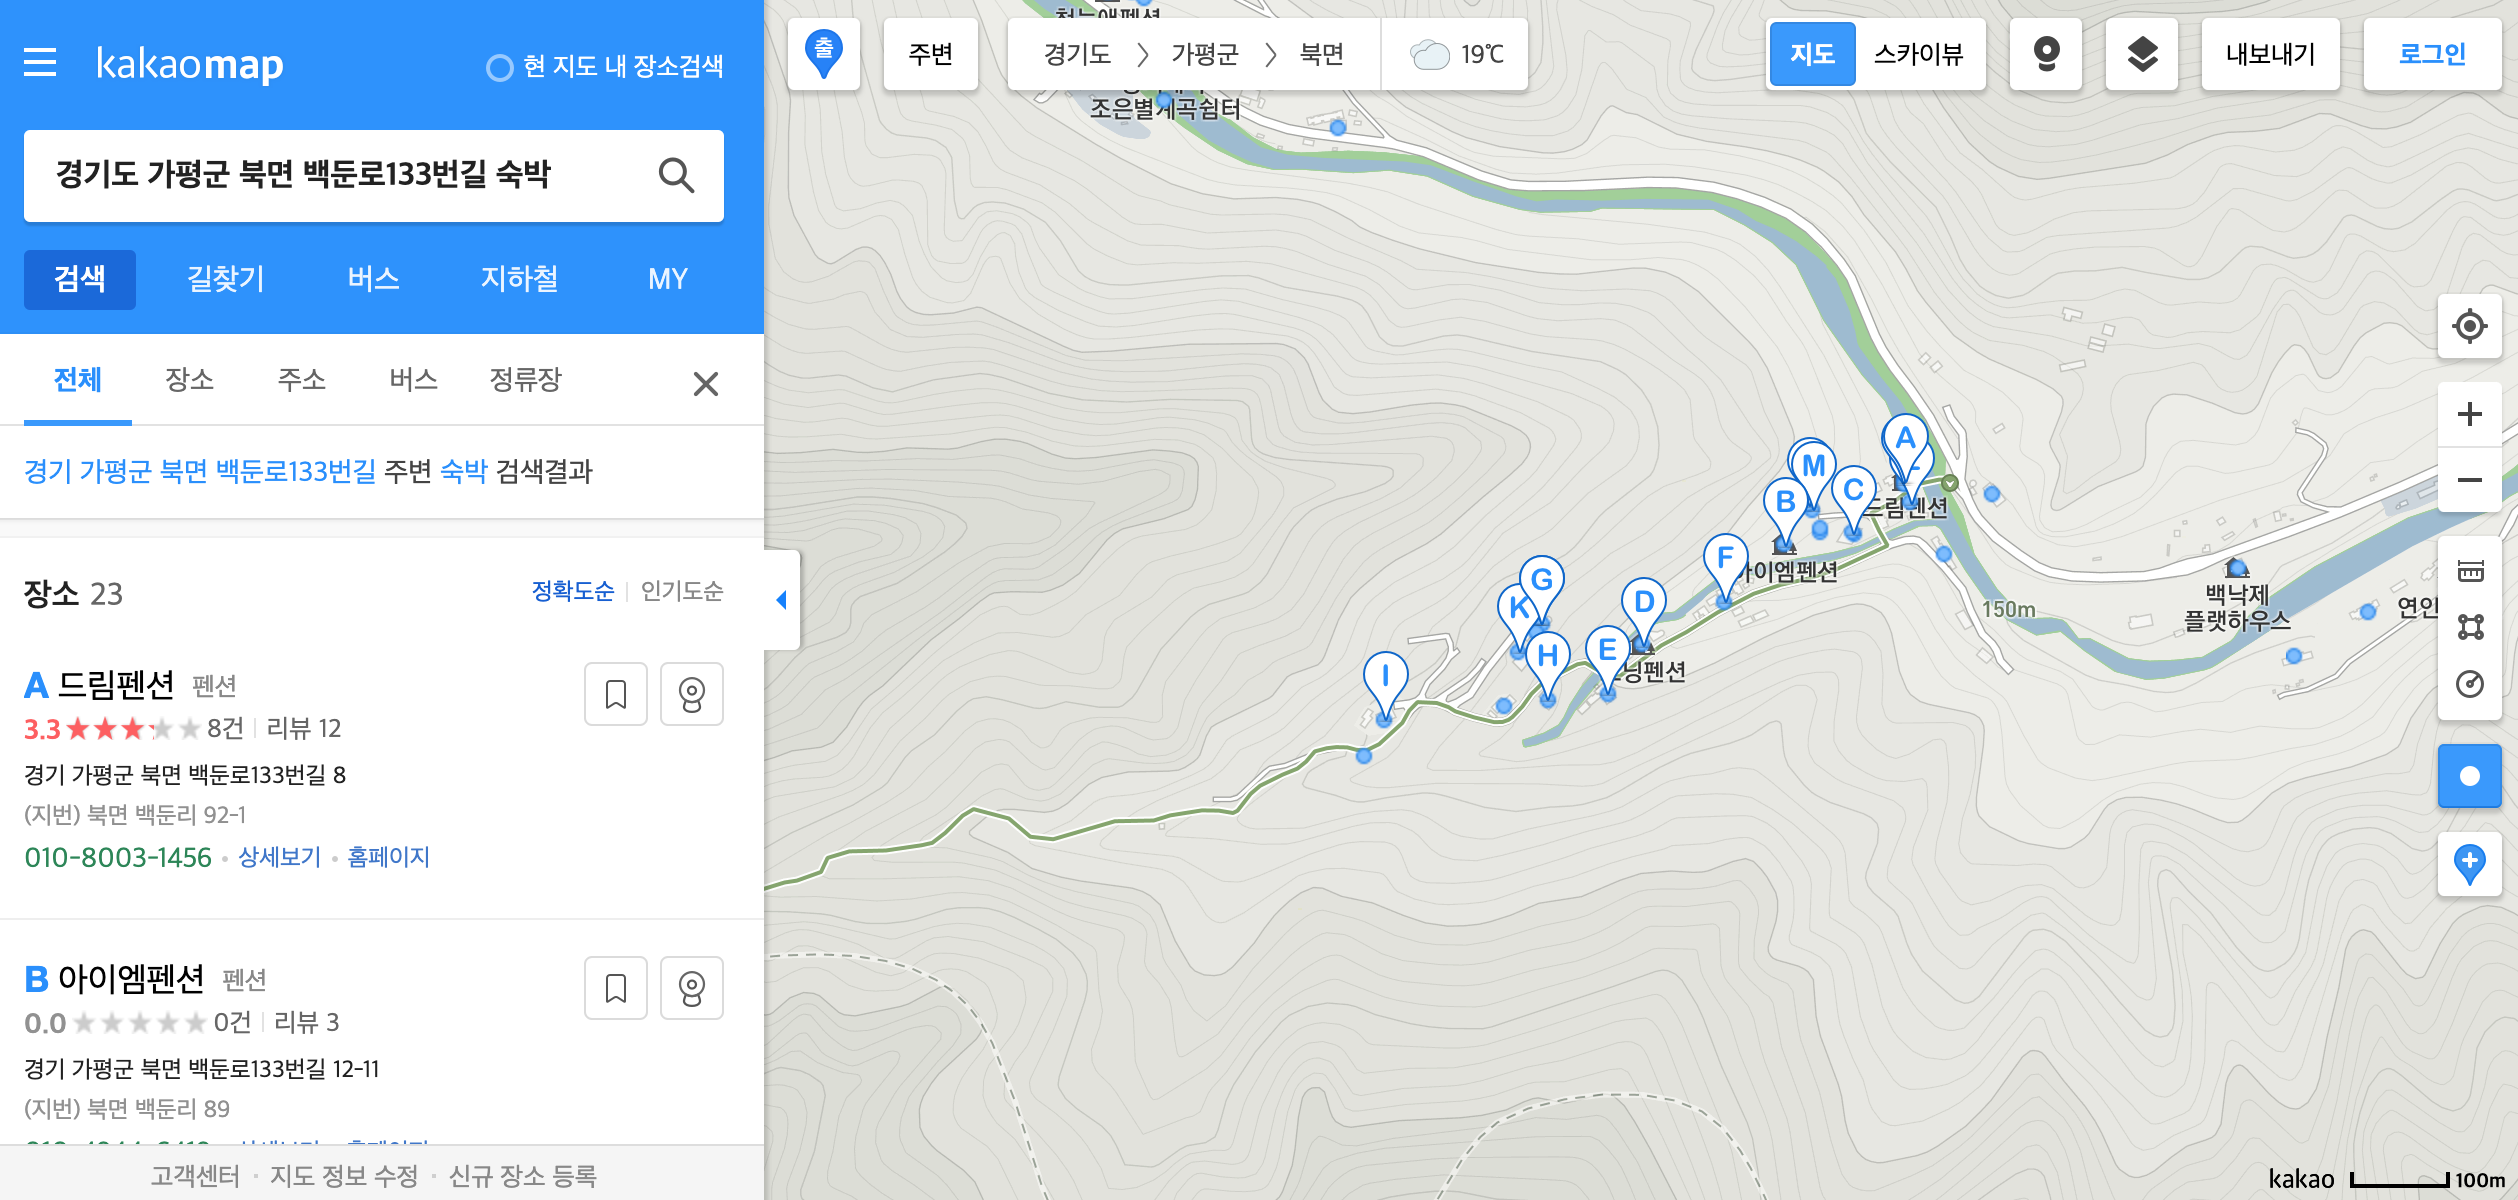 kakaomap
현 지도 내 장소검색
경기도 가평군 북면 백둔로133번길 숙박
검색 길찾기 버스 지하철 MY
전체 장소 주소 버스 정류장
경기 가평군 북면 백둔로133번길 주변 숙박 검색결과
장소 23
정확도순 인기도순
A 드림펜션 펜션
3.3 8건 리뷰 12
경기 가평군 북면 백둔로133번길 8
(지번) 북면 백둔리 92-1
010-8003-1456 · 상세보기 · 홈페이지
B 아이엠펜션 펜션
0.0 0건 리뷰 3
경기 가평군 북면 백둔로133번길 12-11
(지번) 북면 백둔리 89
고객센터 · 지도 정보 수정 · 신규 장소 등록
출
주변
경기도 가평군 북면
19℃
지도 스카이뷰
내보내기
로그인
조은별계곡쉼터
A
M
B
C
드림펜션
F
아이엠펜션
G
K
D
H
E
닝펜션
I
150m
백낙제
플랫하우스
연인
kakao
100m